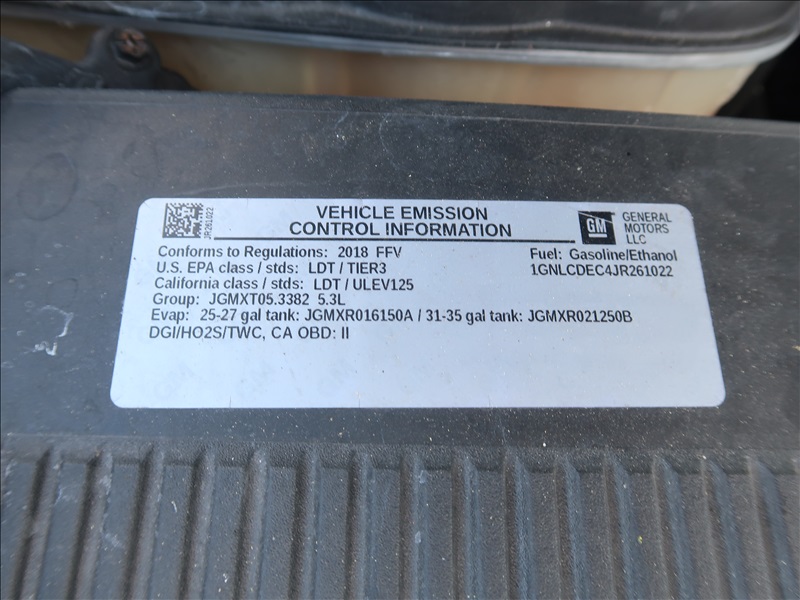 JR261022
VEHICLE EMISSION
CONTROL INFORMATION
GM
GENERAL
MOTORS
LLC
Conforms to Regulations: 2018 FFV
Fuel: Gasoline/Ethanol
U.S. EPA class / stds: LDT / TIER3
1GNLCDEC4JR261022
California class / stds: LDT / ULEV125
Group: JGMXT05.3382 5.3L
Evap: 25-27 gal tank: JGMXR016150A / 31-35 gal tank: JGMXR021250B
DGI/HO2S/TWC, CA OBD: II